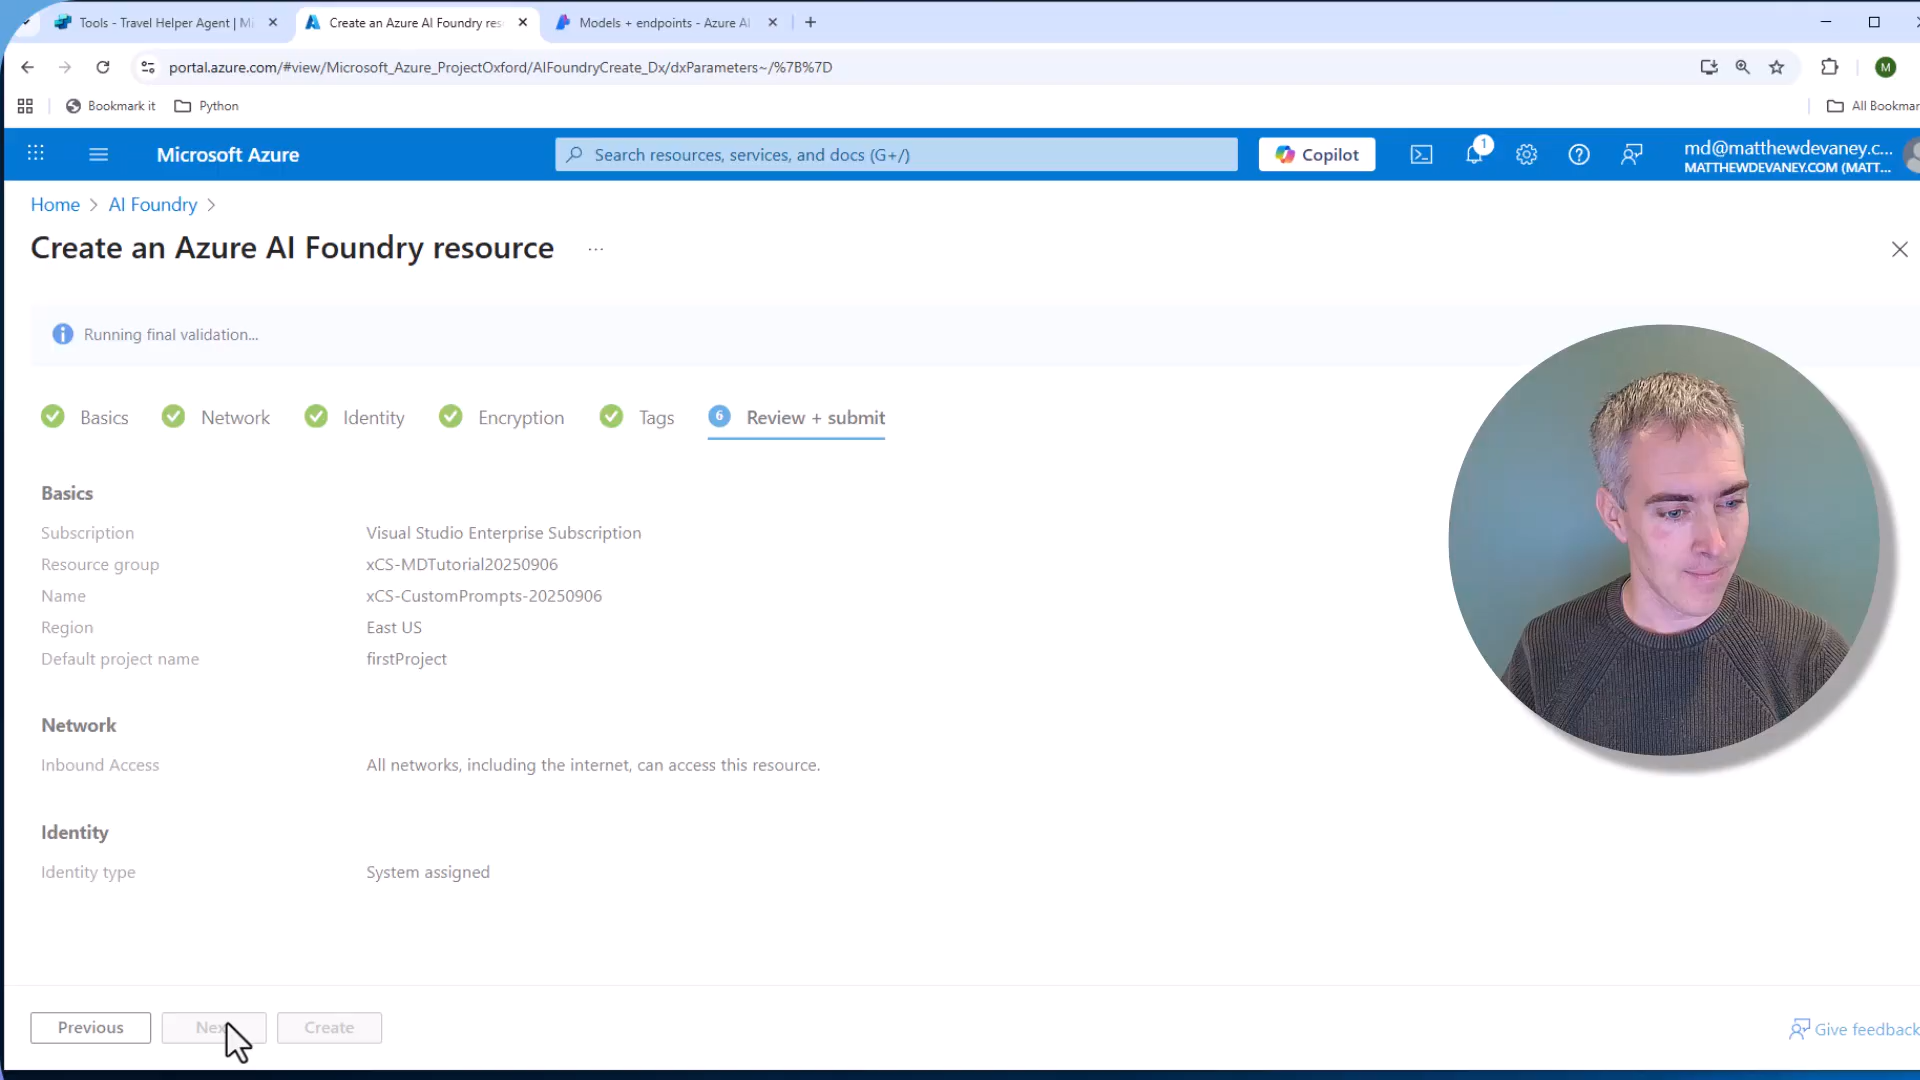 Tools - Travel Helper Agent | Mi
Create an Azure AI Foundry res
Models + endpoints - Azure AI
portal.azure.com/#view/Microsoft_Azure_ProjectOxford/AIFoundryCreate_Dx/dxParameters~/%7B%7D
M
Bookmark it
Python
All Bookmar
Microsoft Azure
Search resources, services, and docs (G+/)
Copilot
1
md@matthewdevaney.c...
MATTHEWDEVANEY.COM (MATT...
Home > AI Foundry >
Create an Azure AI Foundry resource ...
Running final validation...
Basics
Network
Identity
Encryption
Tags
6 Review + submit
Basics
Subscription Visual Studio Enterprise Subscription
Resource group xCS-MDTutorial20250906
Name xCS-CustomPrompts-20250906
Region East US
Default project name firstProject
Network
Inbound Access All networks, including the internet, can access this resource.
Identity
Identity type System assigned
Previous
Nex
Create
Give feedback